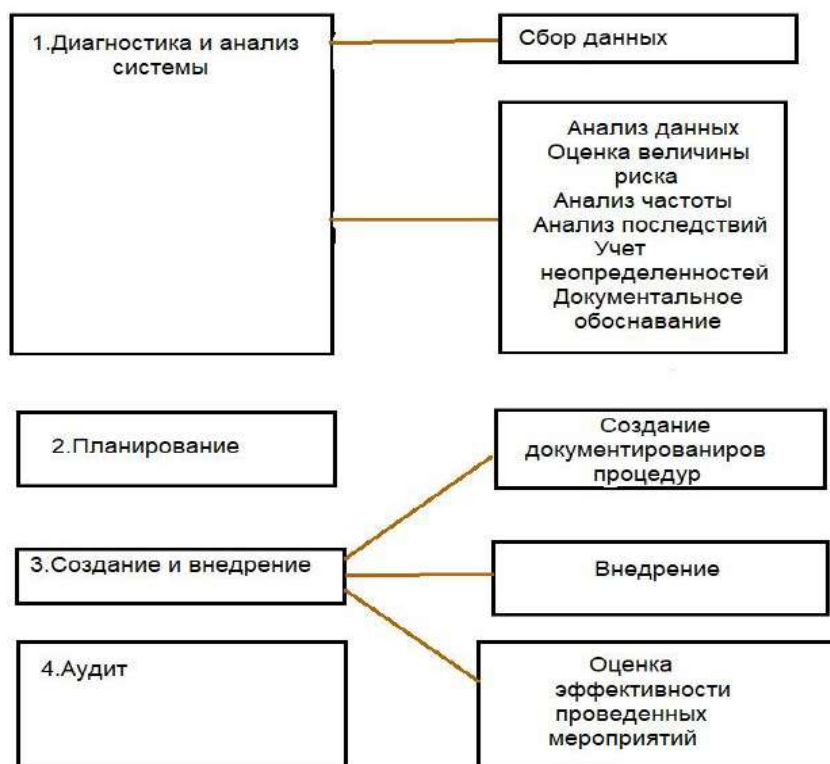 1.Диагностика и анализ
системы
Сбор данных
Анализ данных
Оценка величины
риска
Анализ частоты
Анализ последствий
Учет
неопределенностей
Документальное
обоснавание
2.Планирование
Создание
документированиров
процедур
3.Создание и внедрение
Внедрение
4.Аудит
Оценка
эффективности
проведенных
мероприятий